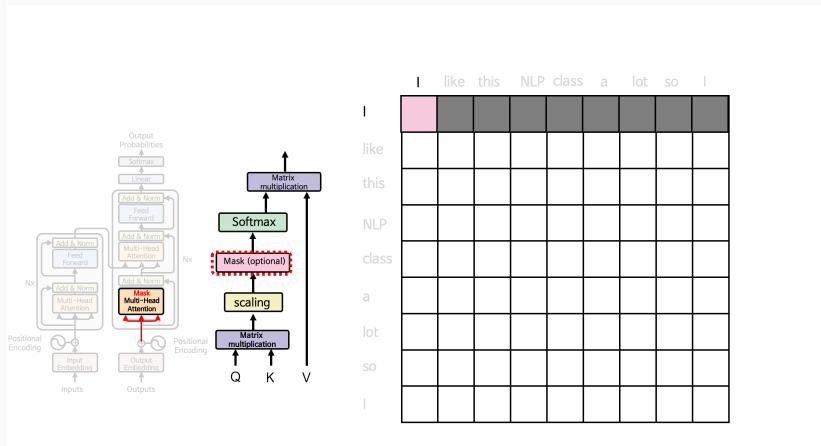 Output
Probabilities
Softmax
Linear
Add & Norm
Feed
Forward
Add & Norm
Multi-Head
Attention
Nx
Add & Norm
Mask
Multi-Head
Attention
Add & Norm
Feed
Forward
Nx
Add & Norm
Multi-Head
Attention
Positional
Encoding
Positional
Encoding
Input
Embedding
Output
Embedding
Inputs
Outputs
Matrix
multiplication
Softmax
Mask (optional)
scaling
Matrix
multiplication
Q K V
I like this NLP class a lot so I
I
like
this
NLP
class
a
lot
so
I